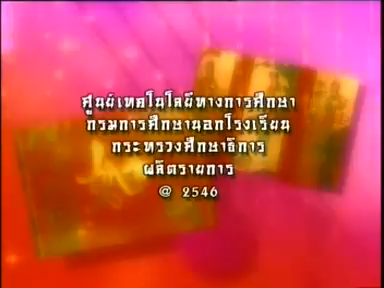 ศูนย์เทคโนโลยีทางการศึกษา
กรมการศึกษานอกโรงเรียน
กระทรวงศึกษาธิการ
ผลิตรายการ
@ 2546